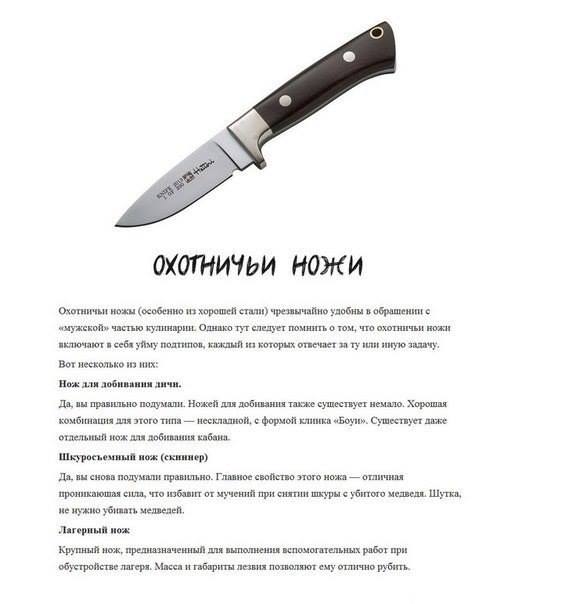 KNIFE 2013
1 OF 200
Hattori
ОХОТНИЧЬИ НОЖИ
Охотничьи ножы (особенно из хорошей стали) чрезвычайно удобны в обращении с
«мужской» частью кулинарии. Однако тут следует помнить о том, что охотничьи ножи
включают в себя уйму подтипов, каждый из которых отвечает за ту или иную задачу.
Вот несколько из них:
Нож для добивания дичи.
Да, вы правильно подумали. Ножей для добивания также существует немало. Хорошая
комбинация для этого типа — нескладной, с формой клинка «Боуи». Существует даже
отдельный нож для добивания кабана.
Шкуросъемный нож (скиннер)
Да, вы снова подумали правильно. Главное свойство этого ножа — отличная
проникающая сила, что избавит от мучений при снятии шкуры с убитого медведя. Шутка,
не нужно убивать медведей.
Лагерный нож
Крупный нож, предназначенный для выполнения вспомогательных работ при
обустройстве лагеря. Масса и габариты лезвия позволяют ему отлично рубить.